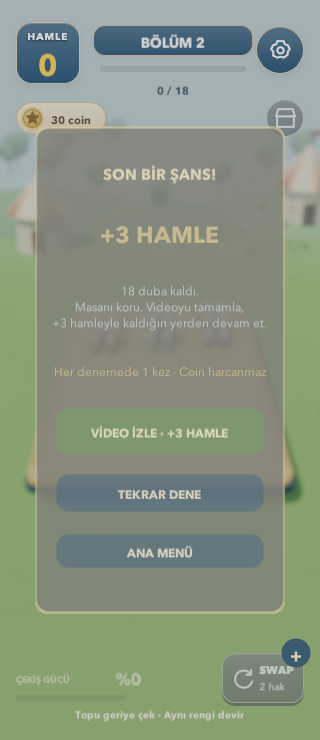 HAMLE
0
BÖLÜM 2
0 / 18
30 coin
SON BİR ŞANS!
+3 HAMLE
18 duba kaldı.
Masanı koru. Videoyu tamamla,
+3 hamleyle kaldığın yerden devam et.
Her denemede 1 kez · Coin harcanmaz
VİDEO İZLE · +3 HAMLE
TEKRAR DENE
ANA MENÜ
ÇEKİŞ GÜCÜ
%0
+
SWAP
2 hak
Topu geriye çek · Aynı rengi devir